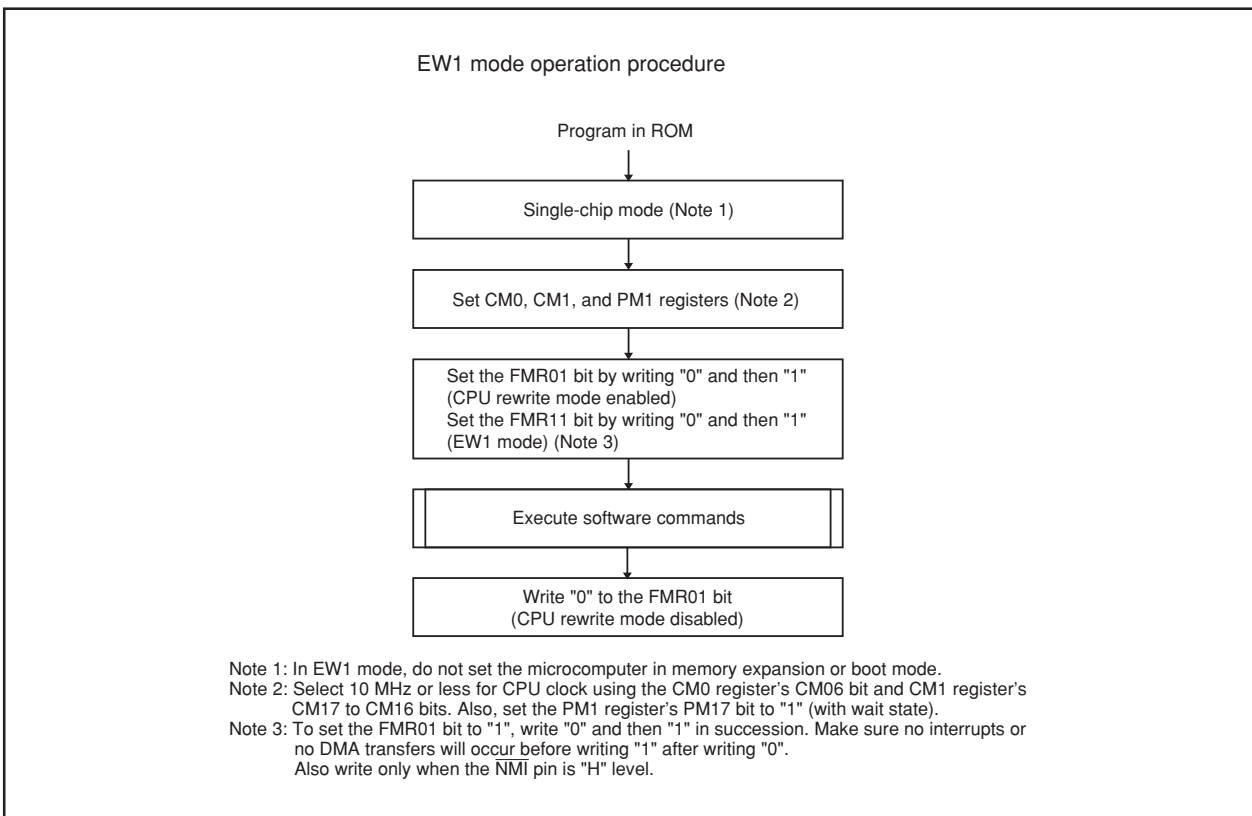 EW1 mode operation procedure
Program in ROM
Single-chip mode (Note 1)
Set CM0, CM1, and PM1 registers (Note 2)
Set the FMR01 bit by writing "0" and then "1"
(CPU rewrite mode enabled)
Set the FMR11 bit by writing "0" and then "1"
(EW1 mode) (Note 3)
Execute software commands
Write "0" to the FMR01 bit
(CPU rewrite mode disabled)
Note 1: In EW1 mode, do not set the microcomputer in memory expansion or boot mode.
Note 2: Select 10 MHz or less for CPU clock using the CM0 register's CM06 bit and CM1 register's
CM17 to CM16 bits. Also, set the PM1 register's PM17 bit to "1" (with wait state).
Note 3: To set the FMR01 bit to "1", write "0" and then "1" in succession. Make sure no interrupts or
no DMA transfers will occur before writing "1" after writing "0".
Also write only when the N̅M̅I̅ pin is "H" level.